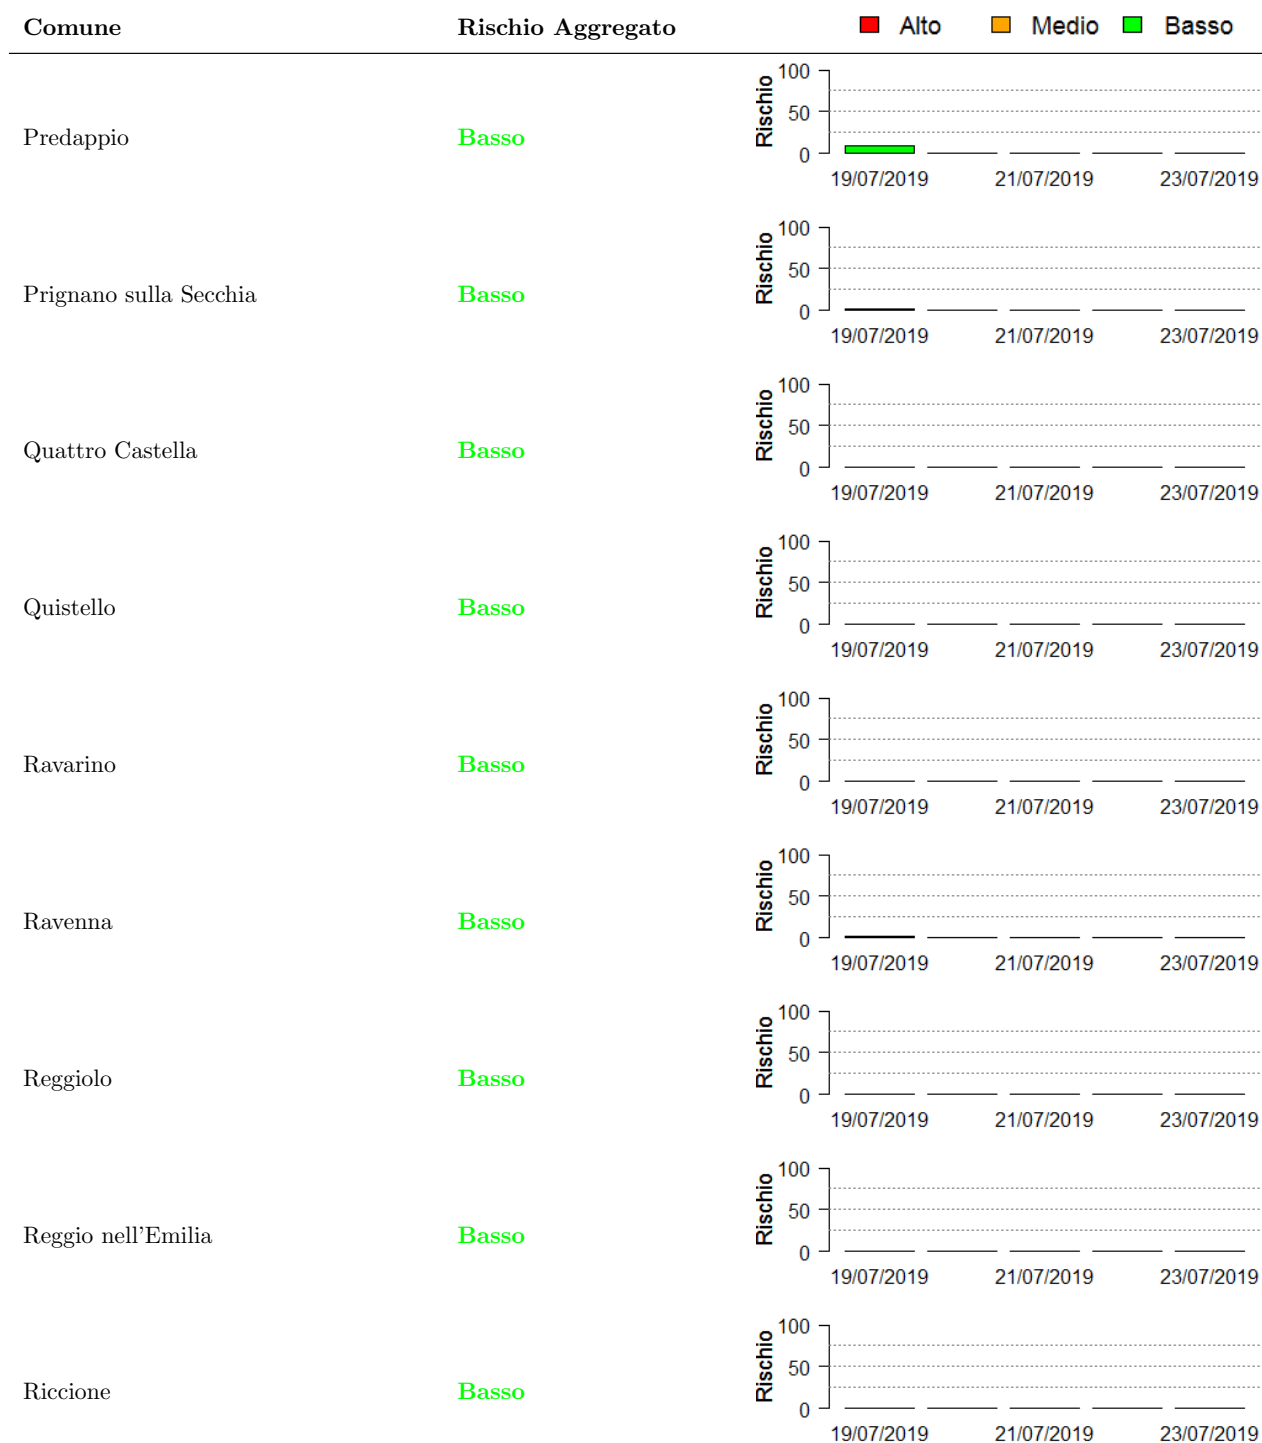 Comune Rischio Aggregato Alto Medio Basso
100
50
0
Rischio
Predappio Basso
19/07/2019 21/07/2019 23/07/2019
100
50
0
Rischio
Prignano sulla Secchia Basso
19/07/2019 21/07/2019 23/07/2019
100
50
0
Rischio
Quattro Castella Basso
19/07/2019 21/07/2019 23/07/2019
100
50
0
Rischio
Quistello Basso
19/07/2019 21/07/2019 23/07/2019
100
50
0
Rischio
Ravarino Basso
19/07/2019 21/07/2019 23/07/2019
100
50
0
Rischio
Ravenna Basso
19/07/2019 21/07/2019 23/07/2019
100
50
0
Rischio
Reggiolo Basso
19/07/2019 21/07/2019 23/07/2019
100
50
0
Rischio
Reggio nell'Emilia Basso
19/07/2019 21/07/2019 23/07/2019
100
50
0
Rischio
Riccione Basso
19/07/2019 21/07/2019 23/07/2019